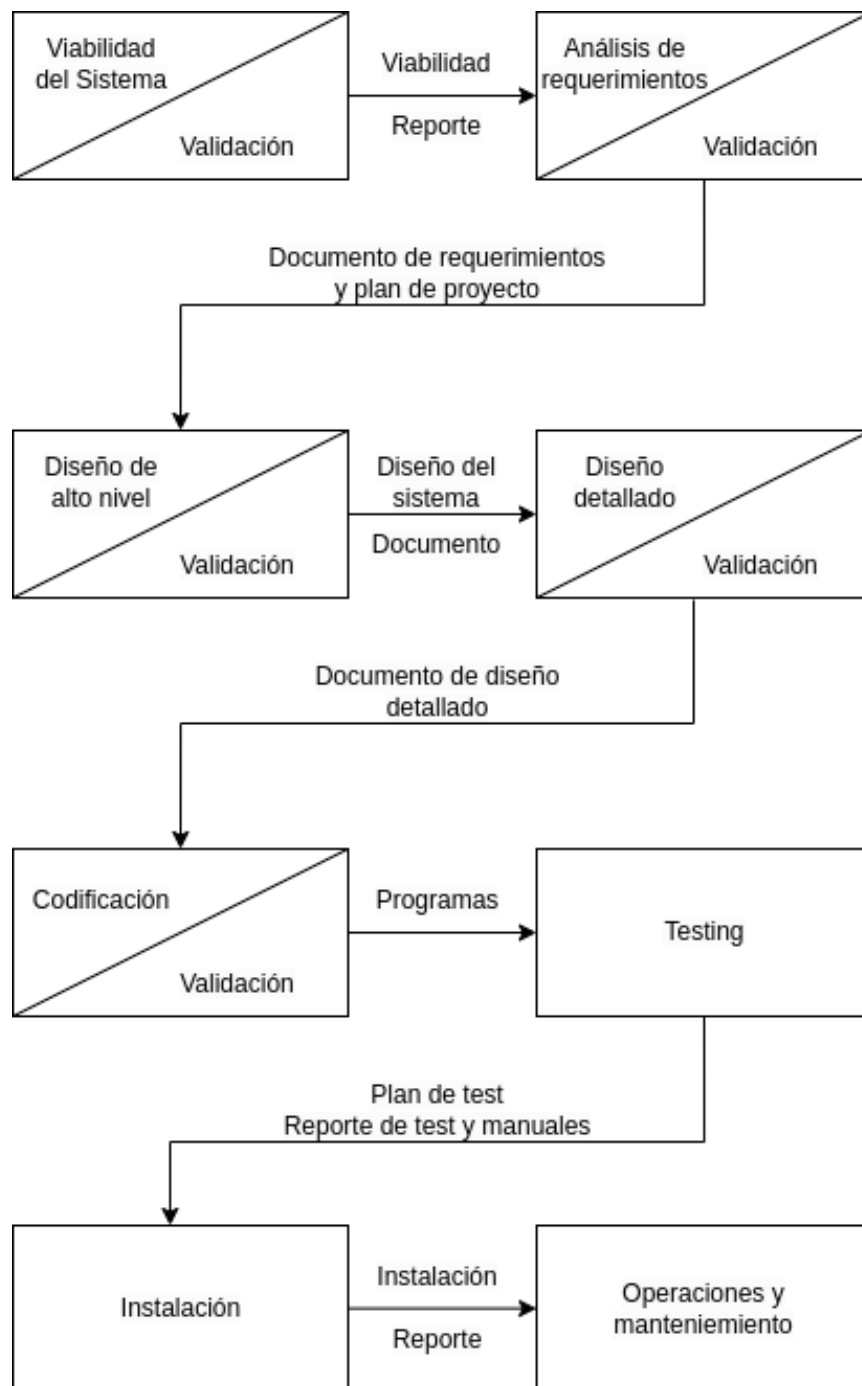 Viabilidad
del Sistema
Validación
Viabilidad
Reporte
Análisis de
requerimientos
Validación
Documento de requerimientos
y plan de proyecto
Diseño de
alto nivel
Validación
Diseño del
sistema
Documento
Diseño
detallado
Validación
Documento de diseño
detallado
Codificación
Validación
Programas
Testing
Plan de test
Reporte de test y manuales
Instalación
Instalación
Reporte
Operaciones y
manteniemiento